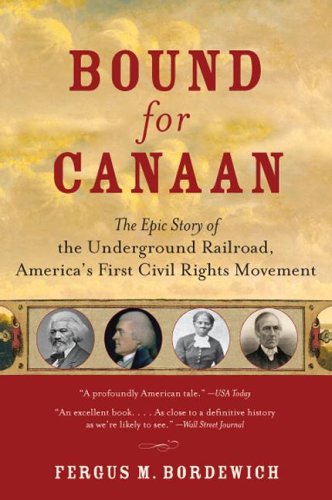 BOUND
for
CANAAN
The Epic Story of
the Underground Railroad,
America's First Civil Rights Movement
"A profoundly American tale." —USA Today
"An excellent book. . . . As close to a definitive history
as we're likely to see." —Wall Street Journal
FERGUS M. BORDEWICH